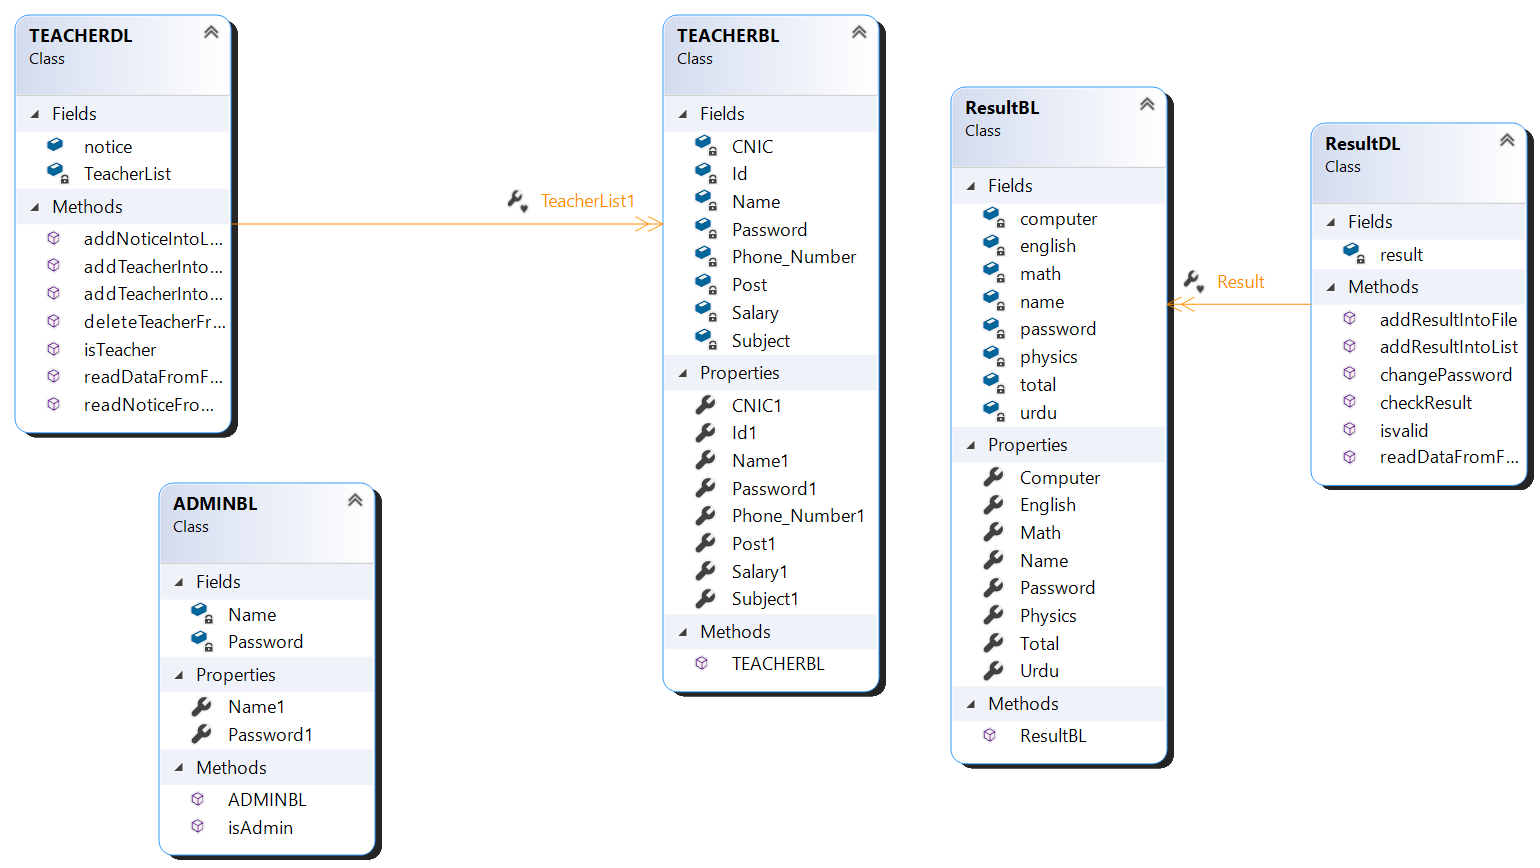 TEACHERDL
Class
Fields
notice
TeacherList
Methods
addNoticeIntoL...
addTeacherInto...
addTeacherInto...
deleteTeacherFr...
isTeacher
readDataFromF...
readNoticeFro...
TeacherList1
TEACHERBL
Class
Fields
CNIC
Id
Name
Password
Phone_Number
Post
Salary
Subject
Properties
CNIC1
Id1
Name1
Password1
Phone_Number1
Post1
Salary1
Subject1
Methods
TEACHERBL
ResultBL
Class
Fields
computer
english
math
name
password
physics
total
urdu
Properties
Computer
English
Math
Name
Password
Physics
Total
Urdu
Methods
ResultBL
Result
ResultDL
Class
Fields
result
Methods
addResultIntoFile
addResultIntoList
changePassword
checkResult
isvalid
readDataFromF...
ADMINBL
Class
Fields
Name
Password
Properties
Name1
Password1
Methods
ADMINBL
isAdmin